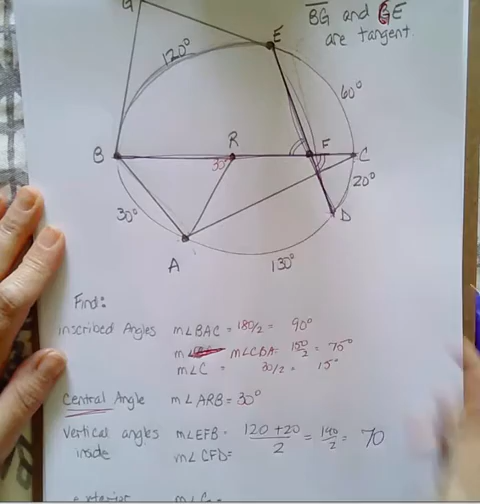 G
BG and GE
are tangent.
E
120°
60°
B
R
F
C
30°
20°
30°
D
A
130°
Find:
Inscribed Angles m∠BAC = 180/2 = 90°
m∠ m∠CBA = 150/2 = 75°
m∠C = 30/2 = 15°
Central Angle m∠ARB = 30°
Vertical angles m∠EFB = 120 + 20 / 2 = 140/2 = 70
inside m∠CFD =
m∠G =